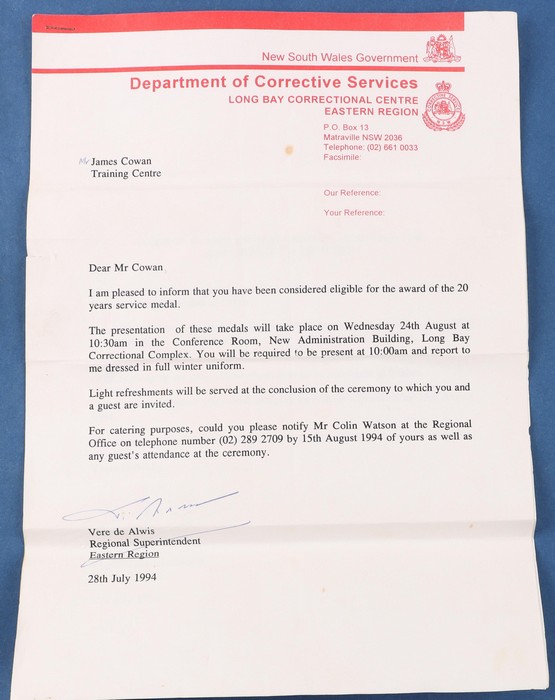 New South Wales Government
Department of Corrective Services
LONG BAY CORRECTIONAL CENTRE
EASTERN REGION
P.O. Box 13
Matraville NSW 2036
Telephone: (02) 661 0033
Facsimile:
Mr James Cowan
Training Centre
Our Reference:
Your Reference:
Dear Mr Cowan
I am pleased to inform that you have been considered eligible for the award of the 20
years service medal.
The presentation of these medals will take place on Wednesday 24th August at
10:30am in the Conference Room, New Administration Building, Long Bay
Correctional Complex. You will be required to be present at 10:00am and report to
me dressed in full winter uniform.
Light refreshments will be served at the conclusion of the ceremony to which you and
a guest are invited.
For catering purposes, could you please notify Mr Colin Watson at the Regional
Office on telephone number (02) 289 2709 by 15th August 1994 of yours as well as
any guest's attendance at the ceremony.
Vere de Alwis
Regional Superintendent
Eastern Region
28th July 1994